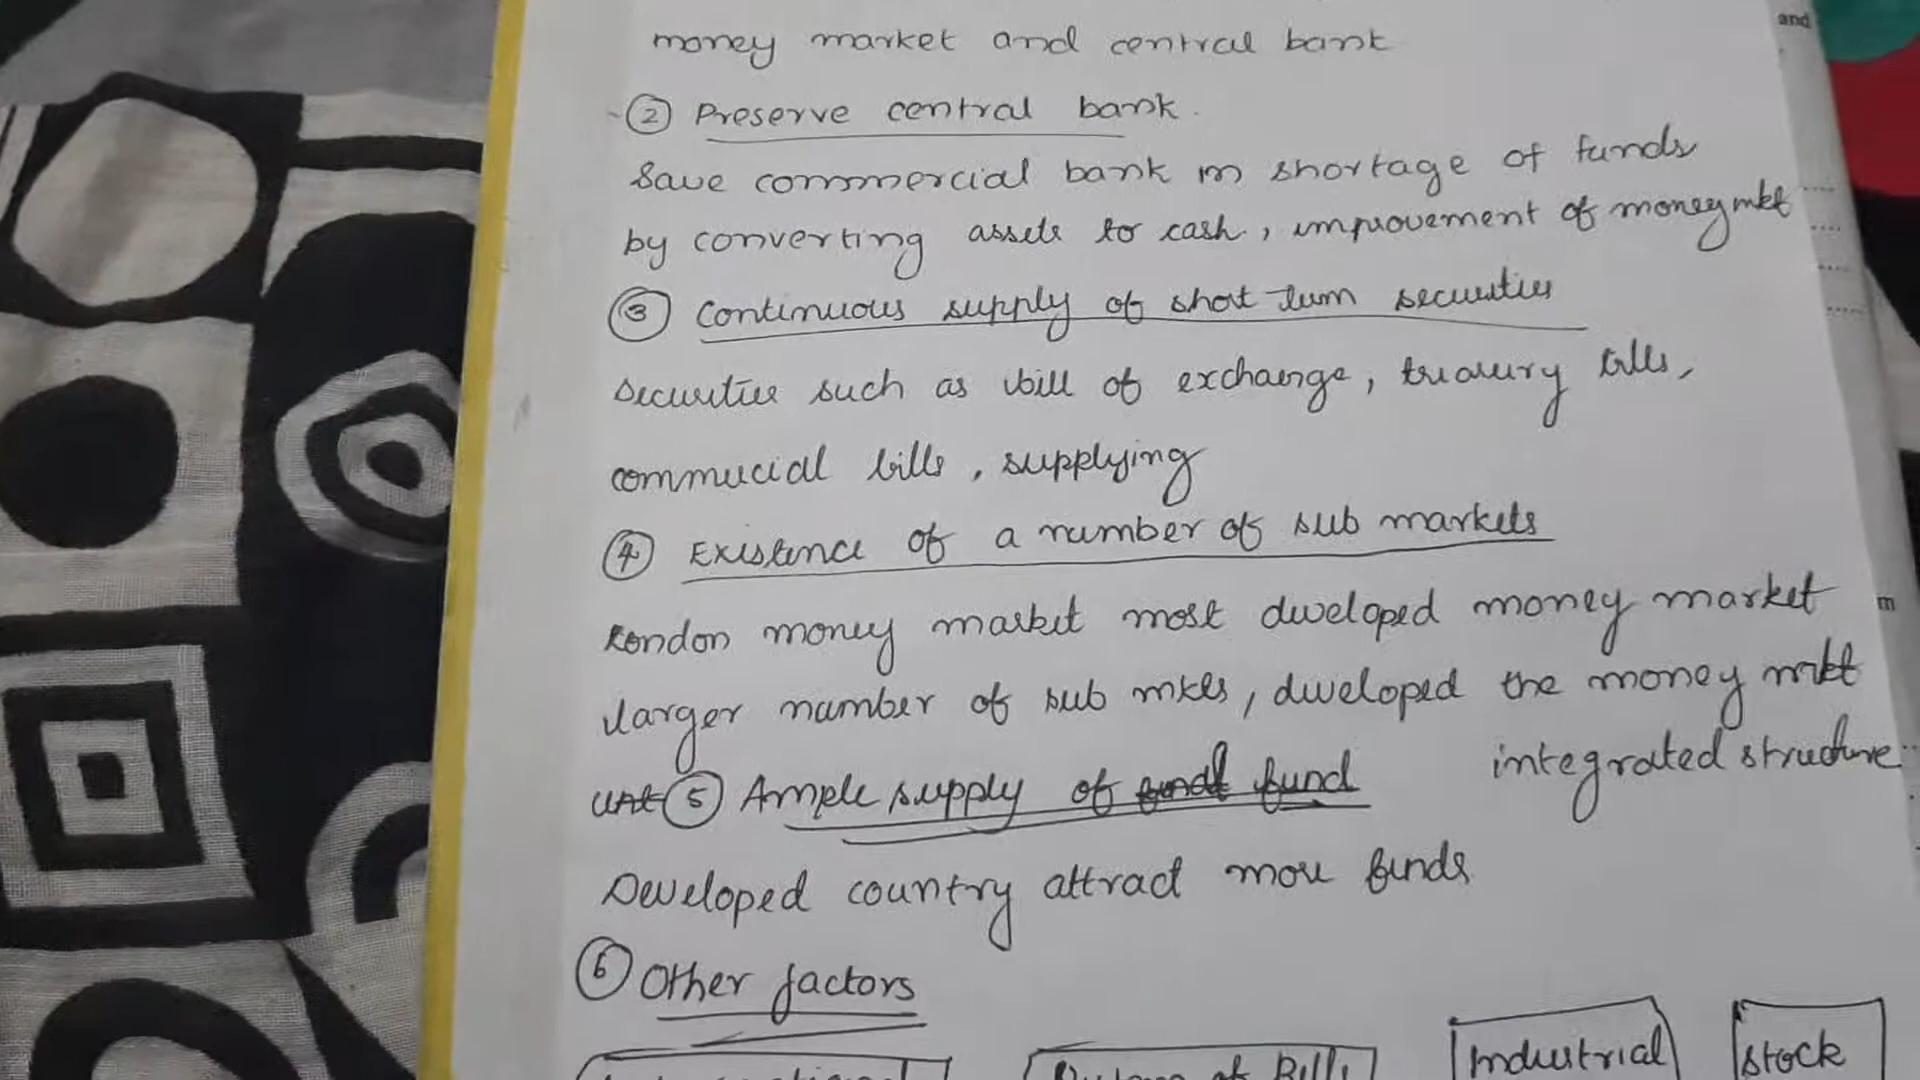 money market and central bank
② Preserve central bank.
Save commercial bank in shortage of funds
by converting assets to cash, improvement of money mkt
③ Continuous supply of short term securities
Securities such as bill of exchange, treasury bills,
commercial bills, supplying
④ Existence of a number of sub markets
London money market most developed money market
larger number of sub mkts, developed the money mkt
integrated structure
⑤ Ample supply of fund
Developed country attract more funds
⑥ Other factors
of Bills
Industrial
Stock
and
m